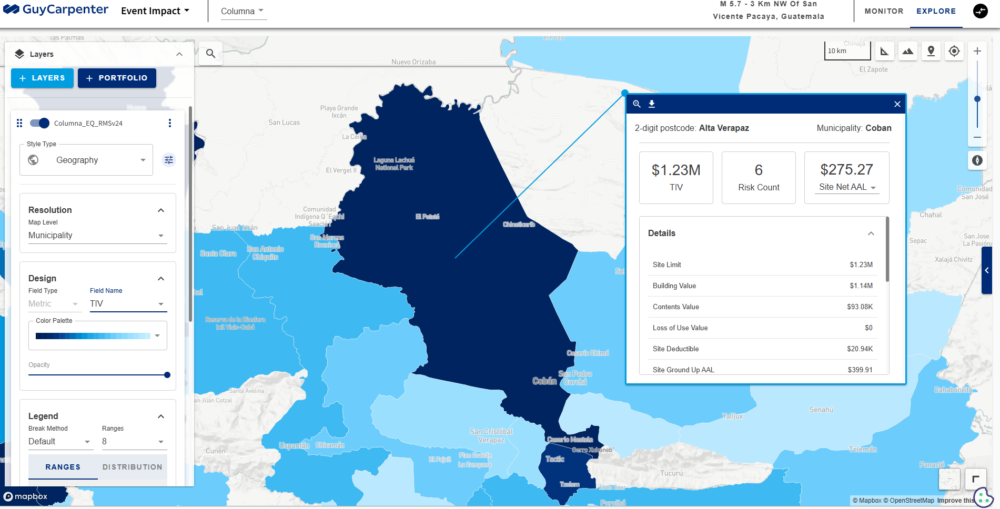 GuyCarpenter
Event Impact
Columna
M 5.7 - 3 Km NW Of San
Vicente Pacaya, Guatemala
MONITOR
EXPLORE
las Palmas
el Pozo
Chinajá
Layers
10 km
Nuevo Orizaba
El Zapote
+ LAYERS
+ PORTFOLIO
Playa Grande
Ixcán
San Lucas
La Ceiba
Columna_EQ_RMSv24
Style Type
Geography
Laguna Lachuá
National Park
El Vergel II
2-digit postcode: Alta Verapaz
Municipality: Coban
$1.23M
TIV
6
Risk Count
$275.27
Site Net AAL
Comunidad
San José
Resolution
Map Level
Municipality
Comunidad
Indígena Q´Eqchi
Saacté I
San Juan Ixcán
El Peteté
Chinaticarib
Chahal
San Marcos
Rocnimá
Santa Clara
San Antonio
Chiquito
Sepac
San Jose
La Pasión
Xalajá Chivitz
Details
Site Limit
$1.23M
Building Value
$1.14M
Contents Value
$93.08K
Loss of Use Value
$0
Site Deductible
$20.94K
Site Ground Up AAL
$399.91
Design
Field Type
Metric
Field Name
TIV
Color Palette
Opacity
Reserva de la Biosfera
Ixil Visis-Cabá
Caserío Chimó
San Pedro
Carchá
Cobán
Santa Avelina
San Juan Cotzal
Cahaboncito
Senahú
Yalijux
Legend
Break Method
Default
Ranges
8
RANGES
DISTRIBUTION
San Cristóbal
Verapaz
Caserío Mestela
Cerro Xubaneb'
Uspantán
Chicamán
Cunén
El Pajuil
Plan Grande
La Campana
Tactic
Telemán
Panacté
Tucurú
Purulhá
mapbox
© Mapbox © OpenStreetMap Improve this